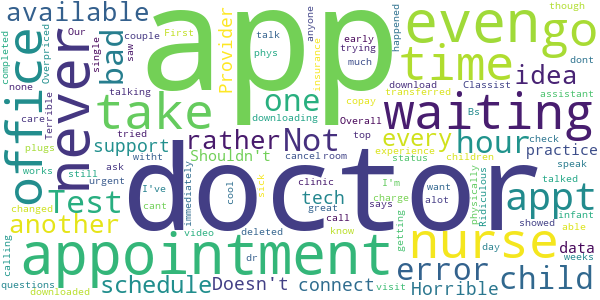 completed
available
Our
single
saw
couple
First
app
talk
phys
insurance
early
trying
much
anyone
happened
even
go
though
dont
Classist
assistant
Overpriced
none
care
Terrible
office
never
bad
talking
tried
plugs
works
take
Provider
one
downloading
copay
download
transferred
Overall
top
time
idea
Bs
waiting
check
practice
rather
Not
every
hour
experience
children
status
speak
talked
Shouldn't
cancel
room
support
witht
ask
still
urgent
I've
cant
immediately
cool
sick
clinic
great
tech
call
says
I'm
charge
want
alot
getting
physically
Ridiculous
showed
infant
able
Test
changed
another
doctor
appt
video
deleted
dr
know
day
weeks
data
visit
calling
questions
downloaded
appointment
schedule
Doesn't
connect
nurse
error
Horrible
child